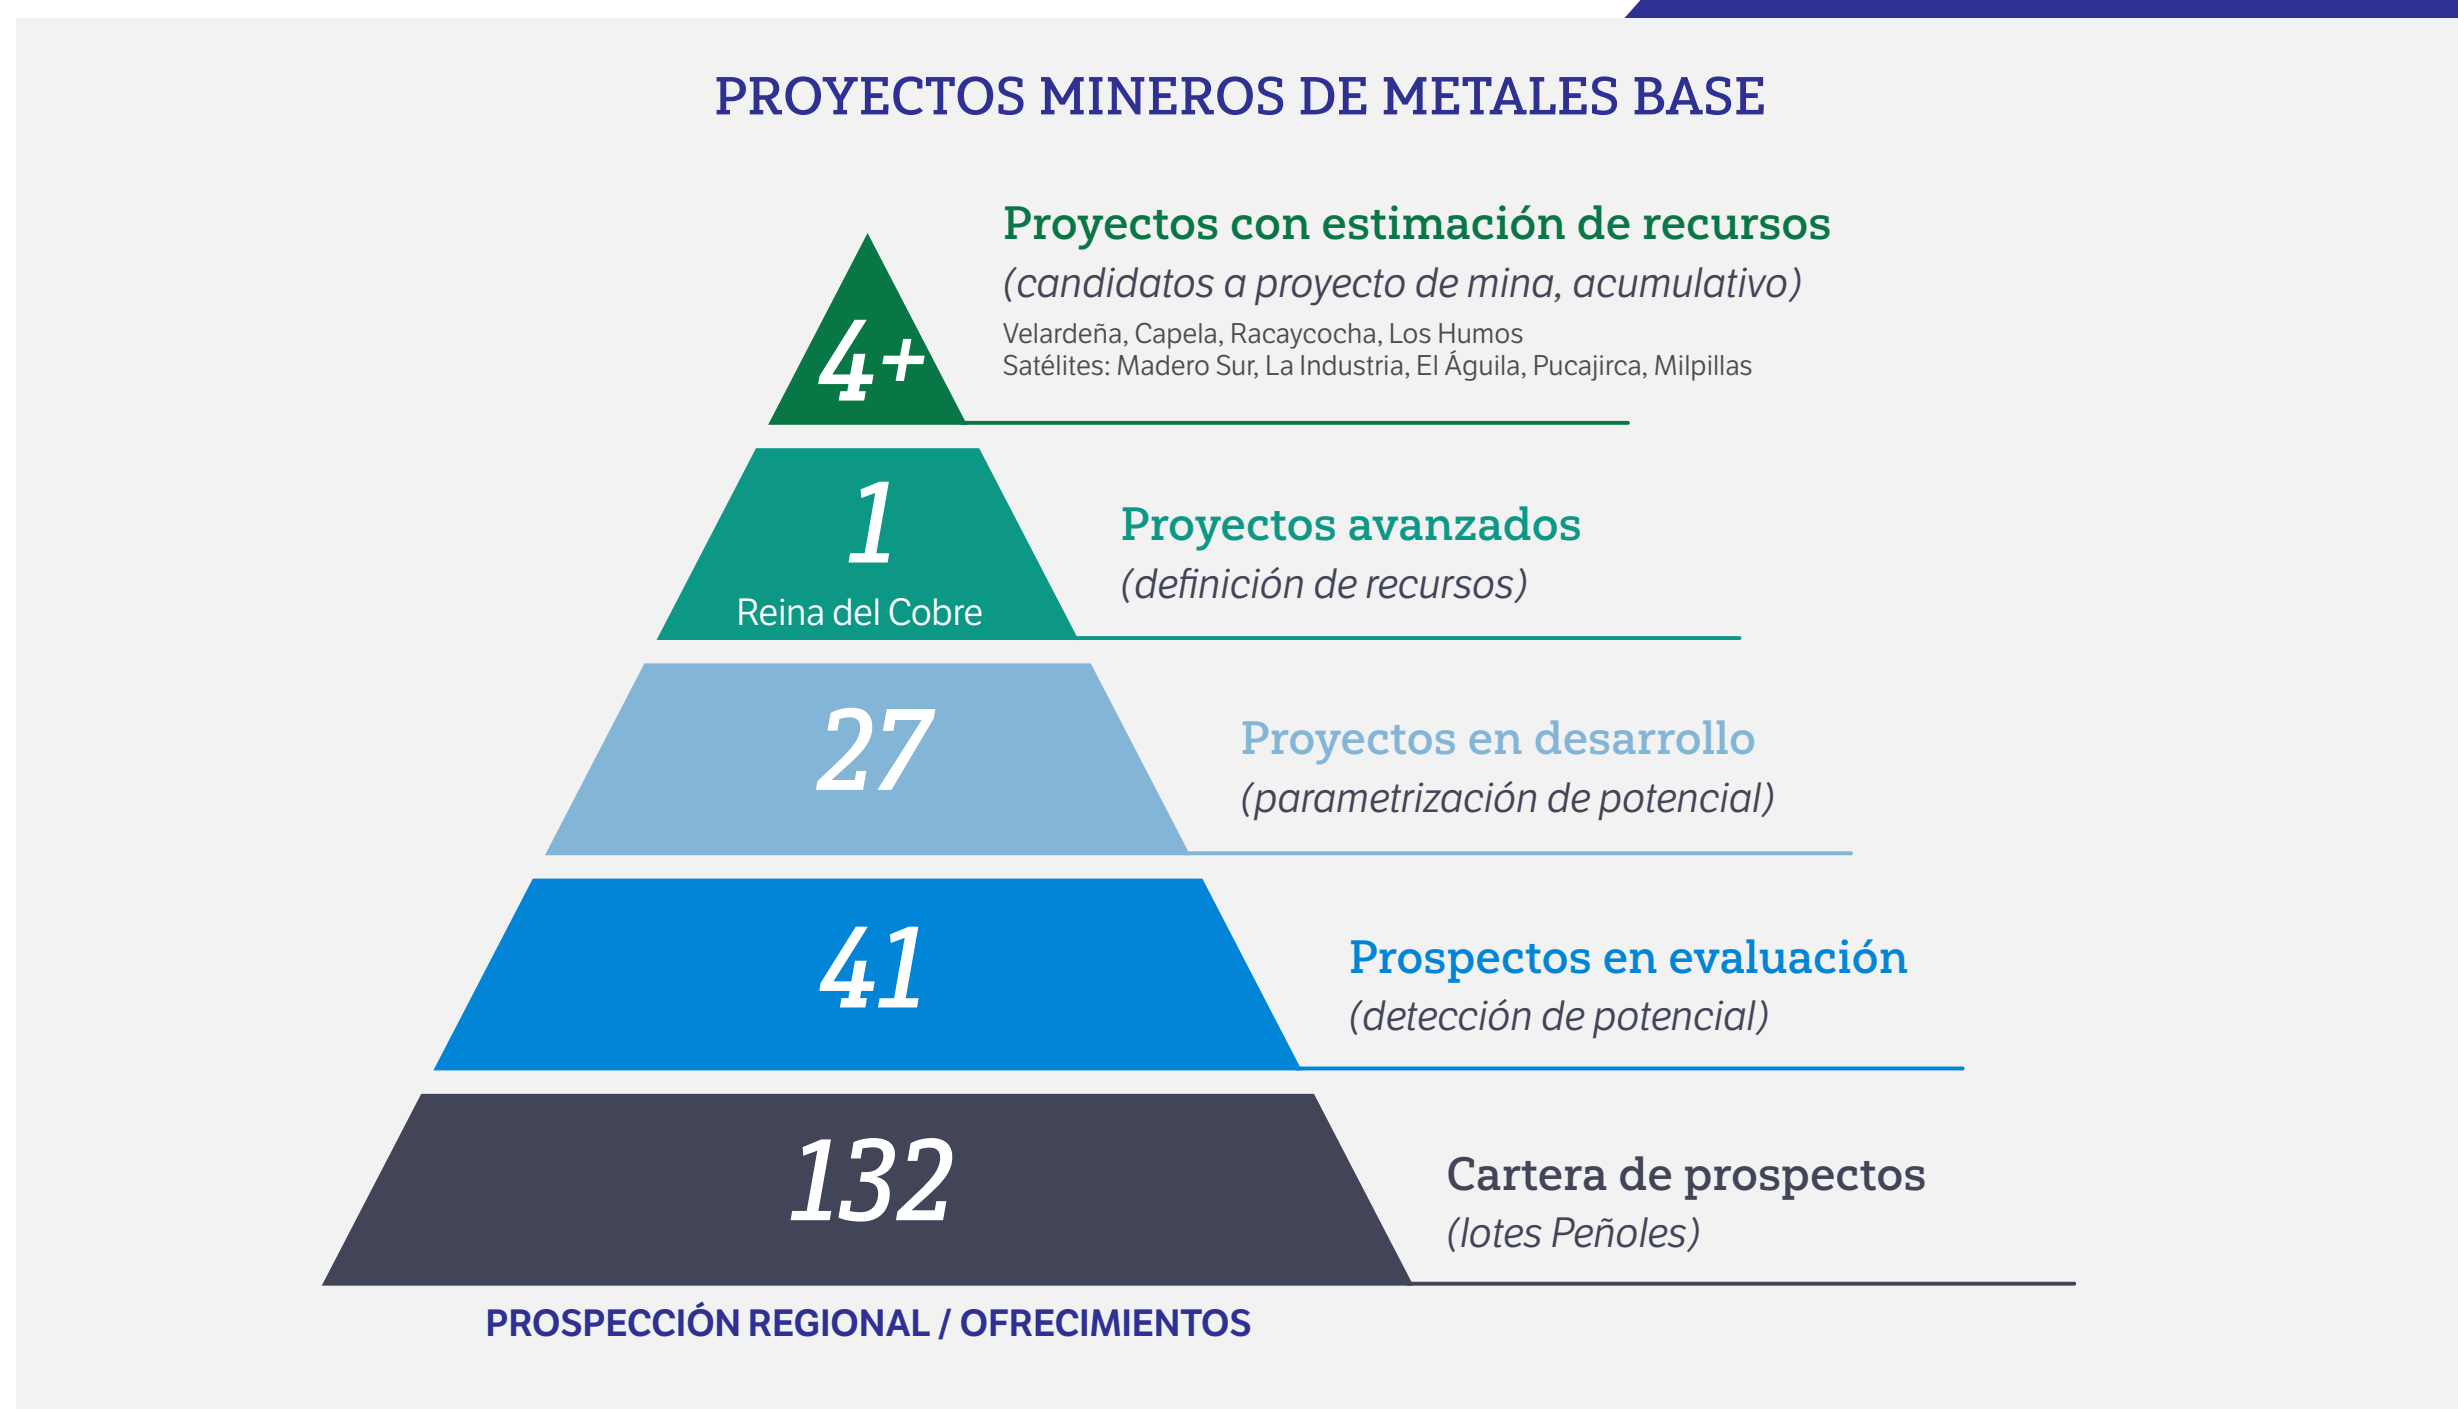 PROYECTOS MINEROS DE METALES BASE
Proyectos con estimación de recursos
(candidatos a proyecto de mina, acumulativo)
Velardeña, Capela, Racaycocha, Los Humos
Satélites: Madero Sur, La Industria, El Águila, Pucajirca, Milpillas
4+
1
Reina del Cobre
Proyectos avanzados
(definición de recursos)
27
Proyectos en desarrollo
(parametrización de potencial)
41
Prospectos en evaluación
(detección de potencial)
132
Cartera de prospectos
(lotes Peñoles)
PROSPECCIÓN REGIONAL / OFRECIMIENTOS